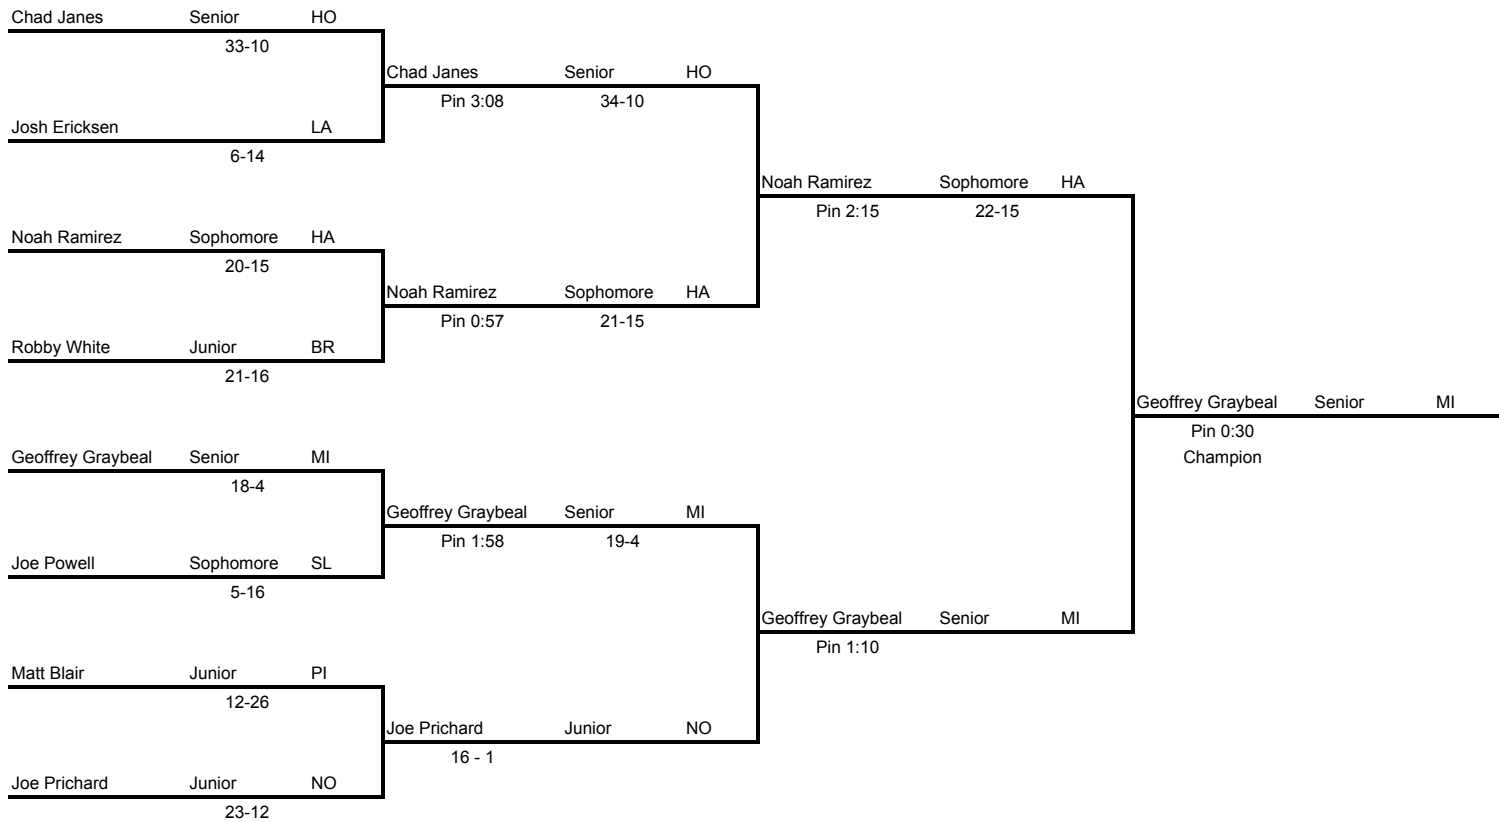 Chad Janes Senior HO
33-10
Chad Janes Senior HO
Pin 3:08 34-10
Josh Ericksen LA
6-14
Noah Ramirez Sophomore HA
Pin 2:15 22-15
Noah Ramirez Sophomore HA
20-15
Noah Ramirez Sophomore HA
Pin 0:57 21-15
Robby White Junior BR
21-16
Geoffrey Graybeal Senior MI
Pin 0:30
Champion
Geoffrey Graybeal Senior MI
18-4
Geoffrey Graybeal Senior MI
Pin 1:58 19-4
Joe Powell Sophomore SL
5-16
Geoffrey Graybeal Senior MI
Pin 1:10
Matt Blair Junior PI
12-26
Joe Prichard Junior NO
16 - 1
Joe Prichard Junior NO
23-12